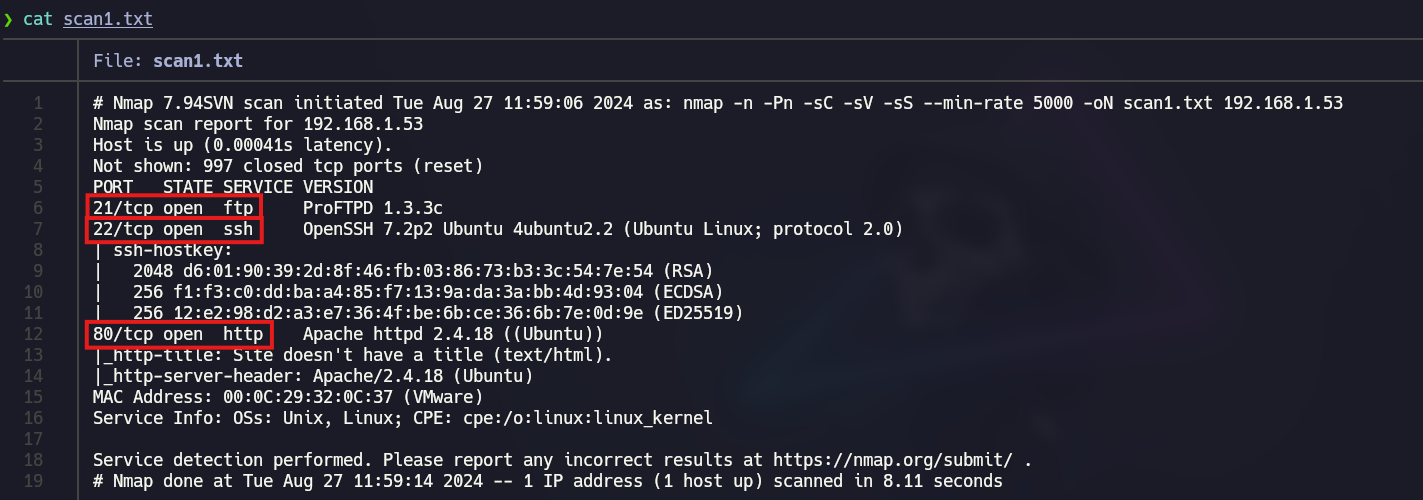 ❯ cat scan1.txt
File: scan1.txt
1 # Nmap 7.94SVN scan initiated Tue Aug 27 11:59:06 2024 as: nmap -n -Pn -sC -sV -sS --min-rate 5000 -oN scan1.txt 192.168.1.53
2 Nmap scan report for 192.168.1.53
3 Host is up (0.00041s latency).
4 Not shown: 997 closed tcp ports (reset)
5 PORT   STATE SERVICE VERSION
6 21/tcp open  ftp     ProFTPD 1.3.3c
7 22/tcp open  ssh     OpenSSH 7.2p2 Ubuntu 4ubuntu2.2 (Ubuntu Linux; protocol 2.0)
8 | ssh-hostkey:
9 |   2048 d6:01:90:39:2d:8f:46:fb:03:86:73:b3:3c:54:7e:54 (RSA)
10 |   256 f1:f3:c0:dd:ba:a4:85:f7:13:9a:da:3a:bb:4d:93:04 (ECDSA)
11 |_  256 12:e2:98:d2:a3:e7:36:4f:be:6b:ce:36:6b:7e:0d:9e (ED25519)
12 80/tcp open  http    Apache httpd 2.4.18 ((Ubuntu))
13 |_http-title: Site doesn't have a title (text/html).
14 |_http-server-header: Apache/2.4.18 (Ubuntu)
15 MAC Address: 00:0C:29:32:0C:37 (VMware)
16 Service Info: OSs: Unix, Linux; CPE: cpe:/o:linux:linux_kernel
17
18 Service detection performed. Please report any incorrect results at https://nmap.org/submit/ .
19 # Nmap done at Tue Aug 27 11:59:14 2024 -- 1 IP address (1 host up) scanned in 8.11 seconds